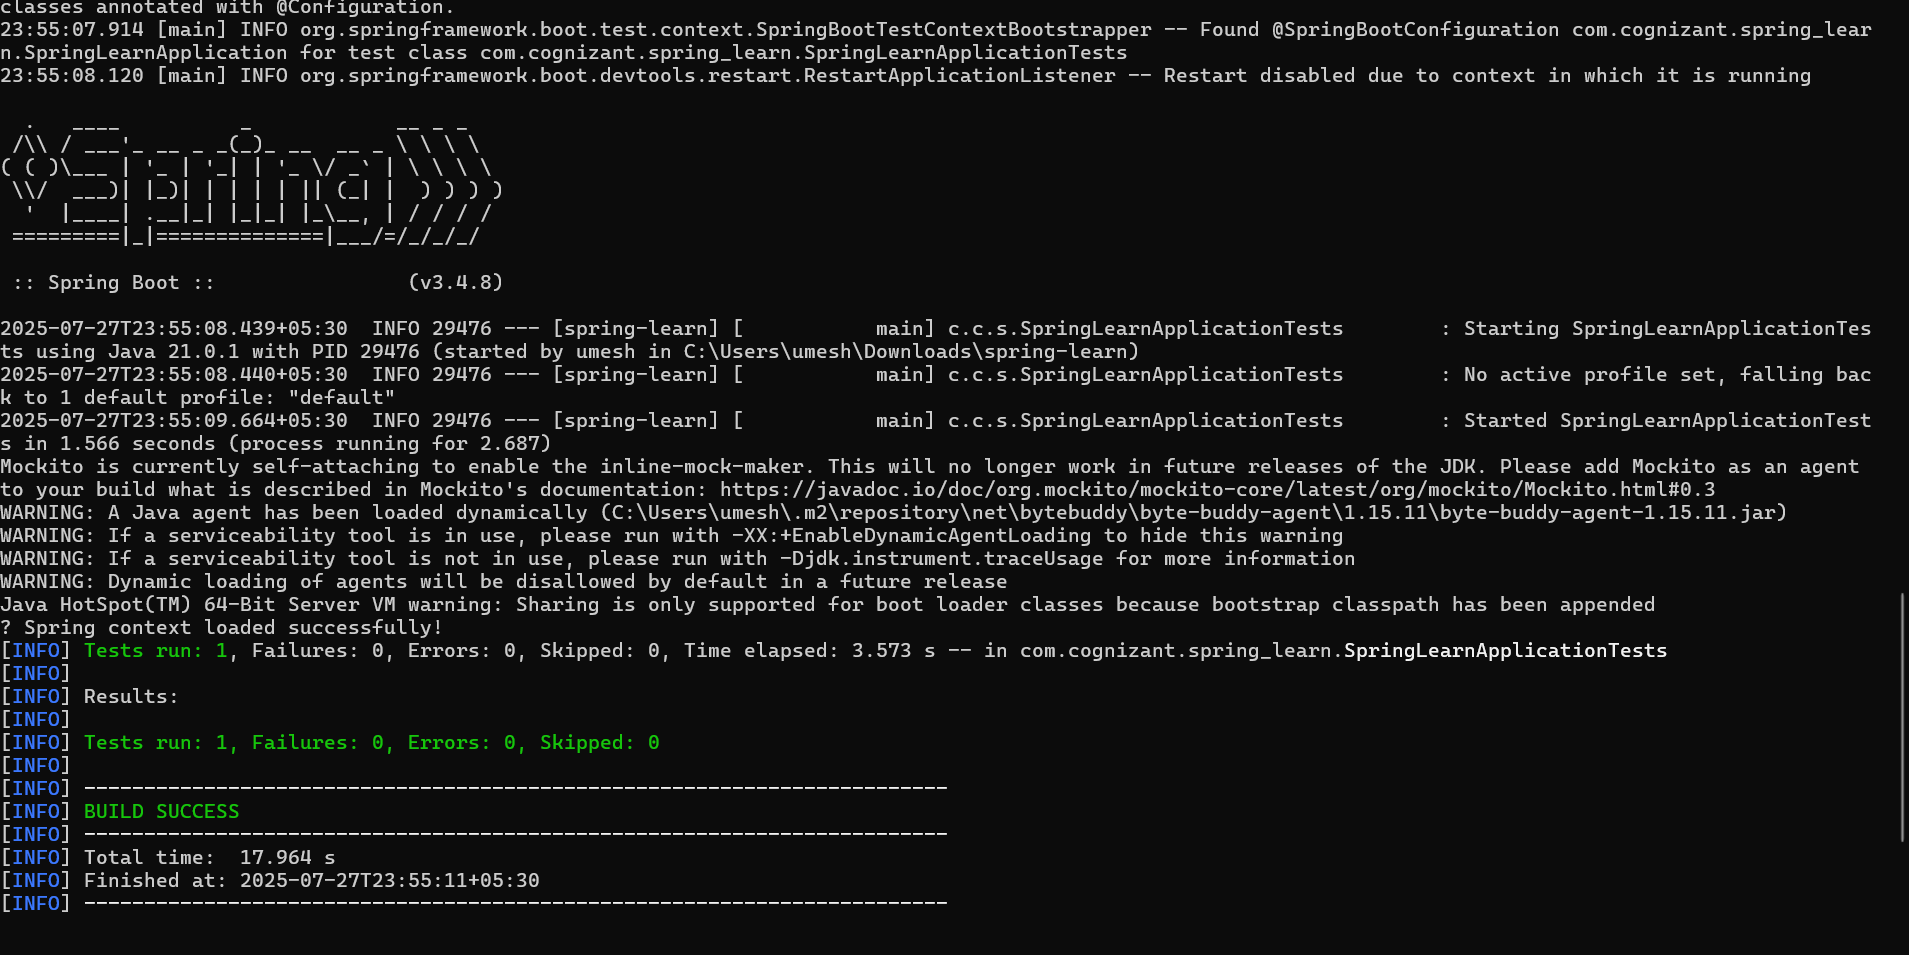 classes annotated with @Configuration.
23:55:07.914 [main] INFO org.springframework.boot.test.context.SpringBootTestContextBootstrapper -- Found @SpringBootConfiguration com.cognizant.spring_lear
n.SpringLearnApplication for test class com.cognizant.spring_learn.SpringLearnApplicationTests
23:55:08.120 [main] INFO org.springframework.boot.devtools.restart.RestartApplicationListener -- Restart disabled due to context in which it is running
  .   ____          _            __ _ _
 /\\ / ___'_ __ _ _(_)_ __  __ _ \ \ \ \
( ( )\___ | '_ | '_| | '_ \/ _` | \ \ \ \
 \\/  ___)| |_)| | | | | || (_| |  ) ) ) )
  '  |____| .__|_| |_|_| |_\__, | / / / /
 =========|_|==============|___/=/_/_/_/
 :: Spring Boot ::                (v3.4.8)
2025-07-27T23:55:08.439+05:30  INFO 29476 --- [spring-learn] [           main] c.c.s.SpringLearnApplicationTests        : Starting SpringLearnApplicationTes
ts using Java 21.0.1 with PID 29476 (started by umesh in C:\Users\umesh\Downloads\spring-learn)
2025-07-27T23:55:08.440+05:30  INFO 29476 --- [spring-learn] [           main] c.c.s.SpringLearnApplicationTests        : No active profile set, falling bac
k to 1 default profile: "default"
2025-07-27T23:55:09.664+05:30  INFO 29476 --- [spring-learn] [           main] c.c.s.SpringLearnApplicationTests        : Started SpringLearnApplicationTest
s in 1.566 seconds (process running for 2.687)
Mockito is currently self-attaching to enable the inline-mock-maker. This will no longer work in future releases of the JDK. Please add Mockito as an agent
to your build what is described in Mockito's documentation: https://javadoc.io/doc/org.mockito/mockito-core/latest/org/mockito/Mockito.html#0.3
WARNING: A Java agent has been loaded dynamically (C:\Users\umesh\.m2\repository\net\bytebuddy\byte-buddy-agent\1.15.11\byte-buddy-agent-1.15.11.jar)
WARNING: If a serviceability tool is in use, please run with -XX:+EnableDynamicAgentLoading to hide this warning
WARNING: If a serviceability tool is not in use, please run with -Djdk.instrument.traceUsage for more information
WARNING: Dynamic loading of agents will be disallowed by default in a future release
Java HotSpot(TM) 64-Bit Server VM warning: Sharing is only supported for boot loader classes because bootstrap classpath has been appended
? Spring context loaded successfully!
[INFO] Tests run: 1, Failures: 0, Errors: 0, Skipped: 0, Time elapsed: 3.573 s -- in com.cognizant.spring_learn.SpringLearnApplicationTests
[INFO]
[INFO] Results:
[INFO]
[INFO] Tests run: 1, Failures: 0, Errors: 0, Skipped: 0
[INFO]
[INFO] ------------------------------------------------------------------------
[INFO] BUILD SUCCESS
[INFO] ------------------------------------------------------------------------
[INFO] Total time:  17.964 s
[INFO] Finished at: 2025-07-27T23:55:11+05:30
[INFO] ------------------------------------------------------------------------